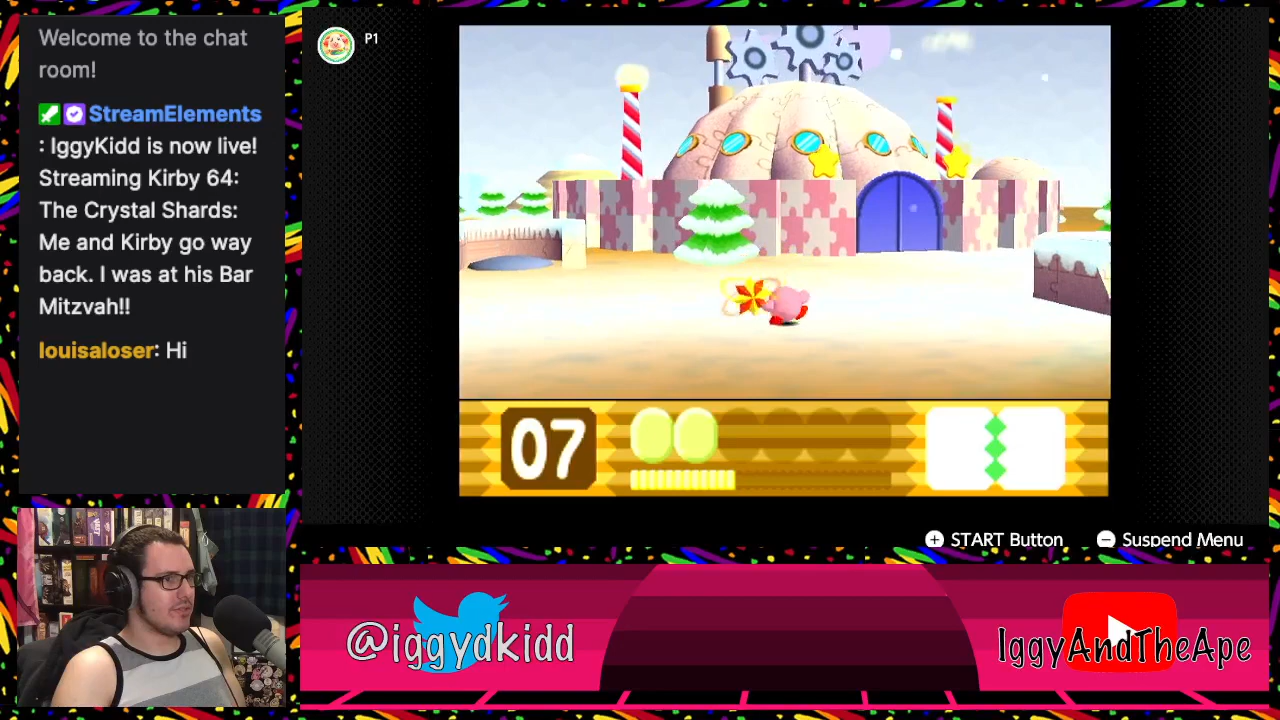 Welcome to the chat
room!
StreamElements
: IggyKidd is now live!
Streaming Kirby 64:
The Crystal Shards:
Me and Kirby go way
back. I was at his Bar
Mitzvah!!
louisaloser: Hi
P1
07
START Button
Suspend Menu
@iggydkidd
IggyAndTheApe